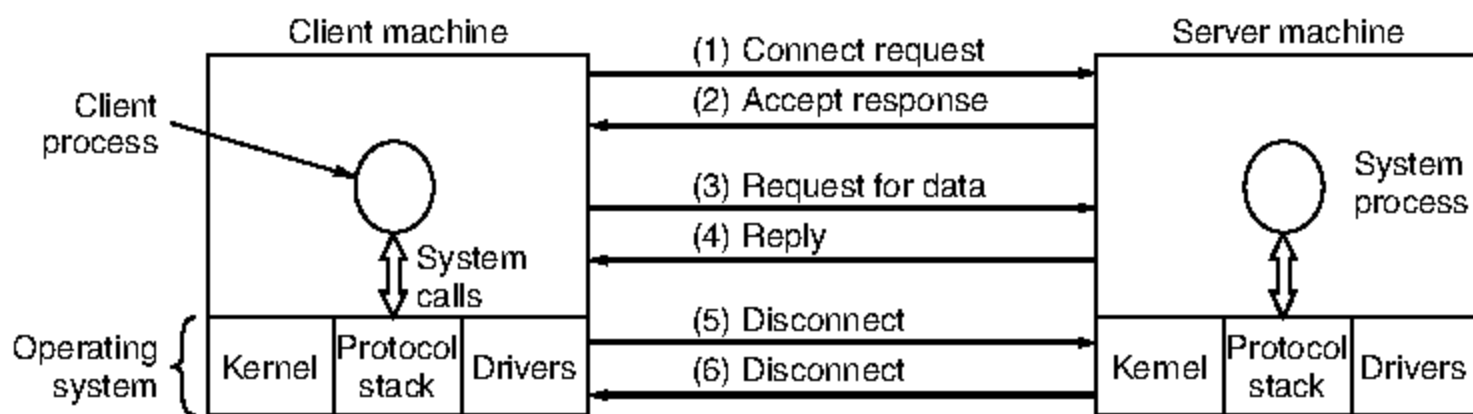 Client machine
Server machine
(1) Connect request
(2) Accept response
Client
process
(3) Request for data
System
process
(4) Reply
System
calls
(5) Disconnect
Operating
system
Kernel
Protocol
stack
Drivers
(6) Disconnect
Kernel
Protocol
stack
Drivers